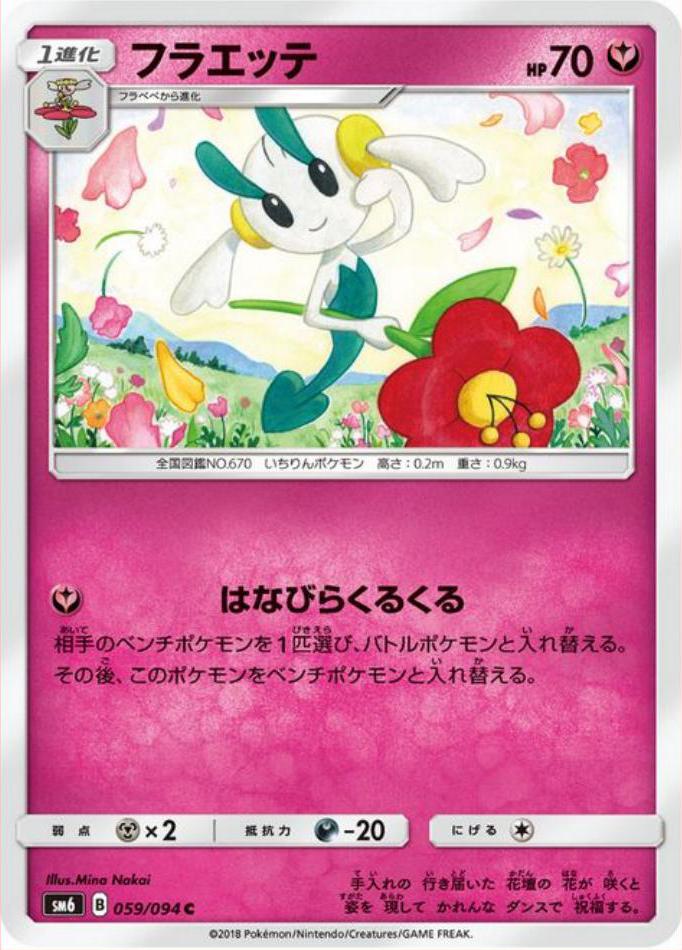 1進化 フラエッテ HP70
フラベベから進化
全国図鑑NO.670 いちりんポケモン 高さ:0.2m 重さ:0.9kg
はなびらくるくる
相手のベンチポケモンを1匹選び、バトルポケモンと入れ替える。
その後、このポケモンをベンチポケモンと入れ替える。
弱点 ×2 抵抗力 -20 にげる
Illus.Mina Nakai
SM6 B 059/094 C
手入れの 行き届いた 花壇の 花が 咲くと
姿を 現して かれんな ダンスで 祝福する。
©2018 Pokémon/Nintendo/Creatures/GAME FREAK.